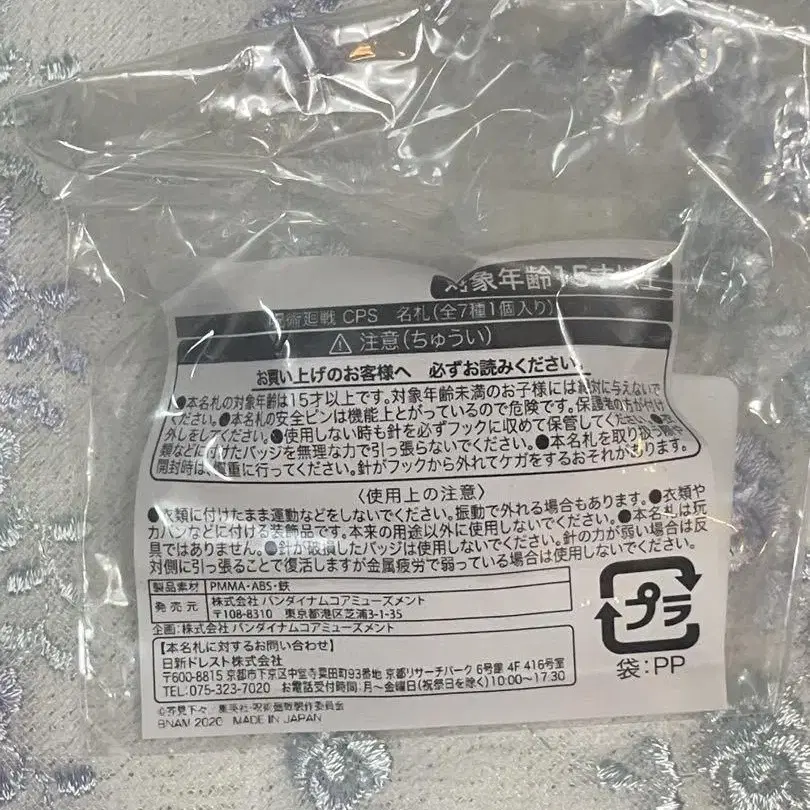 対象年齢15才以上
呪術廻戦 CPS 名札(全7種1個入り)
⚠注意(ちゅうい)
お買い上げのお客様へ 必ずお読みください。
●本名札の対象年齢は15才以上です。対象年齢未満のお子様には絶対に与えないで
ください。●本名札の安全ピンは機能上とがっているので危険です。保護者の方が付け
外しをしてください。●使用しない時も針を必ずフックに収めて保管してください。●衣
類などに付けたバッジを無理な力で引っ張らないでください。●本名札を取り扱う時や
開封時は慎重に行ってください。針がフックから外れてケガをするおそれがあります。
〈使用上の注意〉
●衣類に付けたまま運動などをしないでください。振動で外れる場合もあります。●衣類や
カバンなどに付ける装飾品です。本来の用途以外に使用しないでください。●本名札は玩
具ではありません。●針が破損したバッジは使用しないでください。針の力が弱い場合は反
対側に引っ張ることで復活しますが金属疲労で弱っている場合は使用しないでください。
製品素材 PMMA・ABS・鉄
発売元 株式会社 バンダイナムコアミューズメント
〒108-8310 東京都港区芝浦3-1-35
企画:株式会社 バンダイナムコアミューズメント
【本名札に対するお問い合わせ】
日新ドレスト株式会社
〒600-8815 京都市下京区中堂寺粟田町93番地 京都リサーチパーク 6号館 4F 416号室
TEL:075-323-7020 お電話受付時間:月~金曜日(祝祭日を除く)10:00~17:30
©芥見下々/集英社・呪術廻戦製作委員会
BNAM 2020 MADE IN JAPAN
プラ
袋:PP